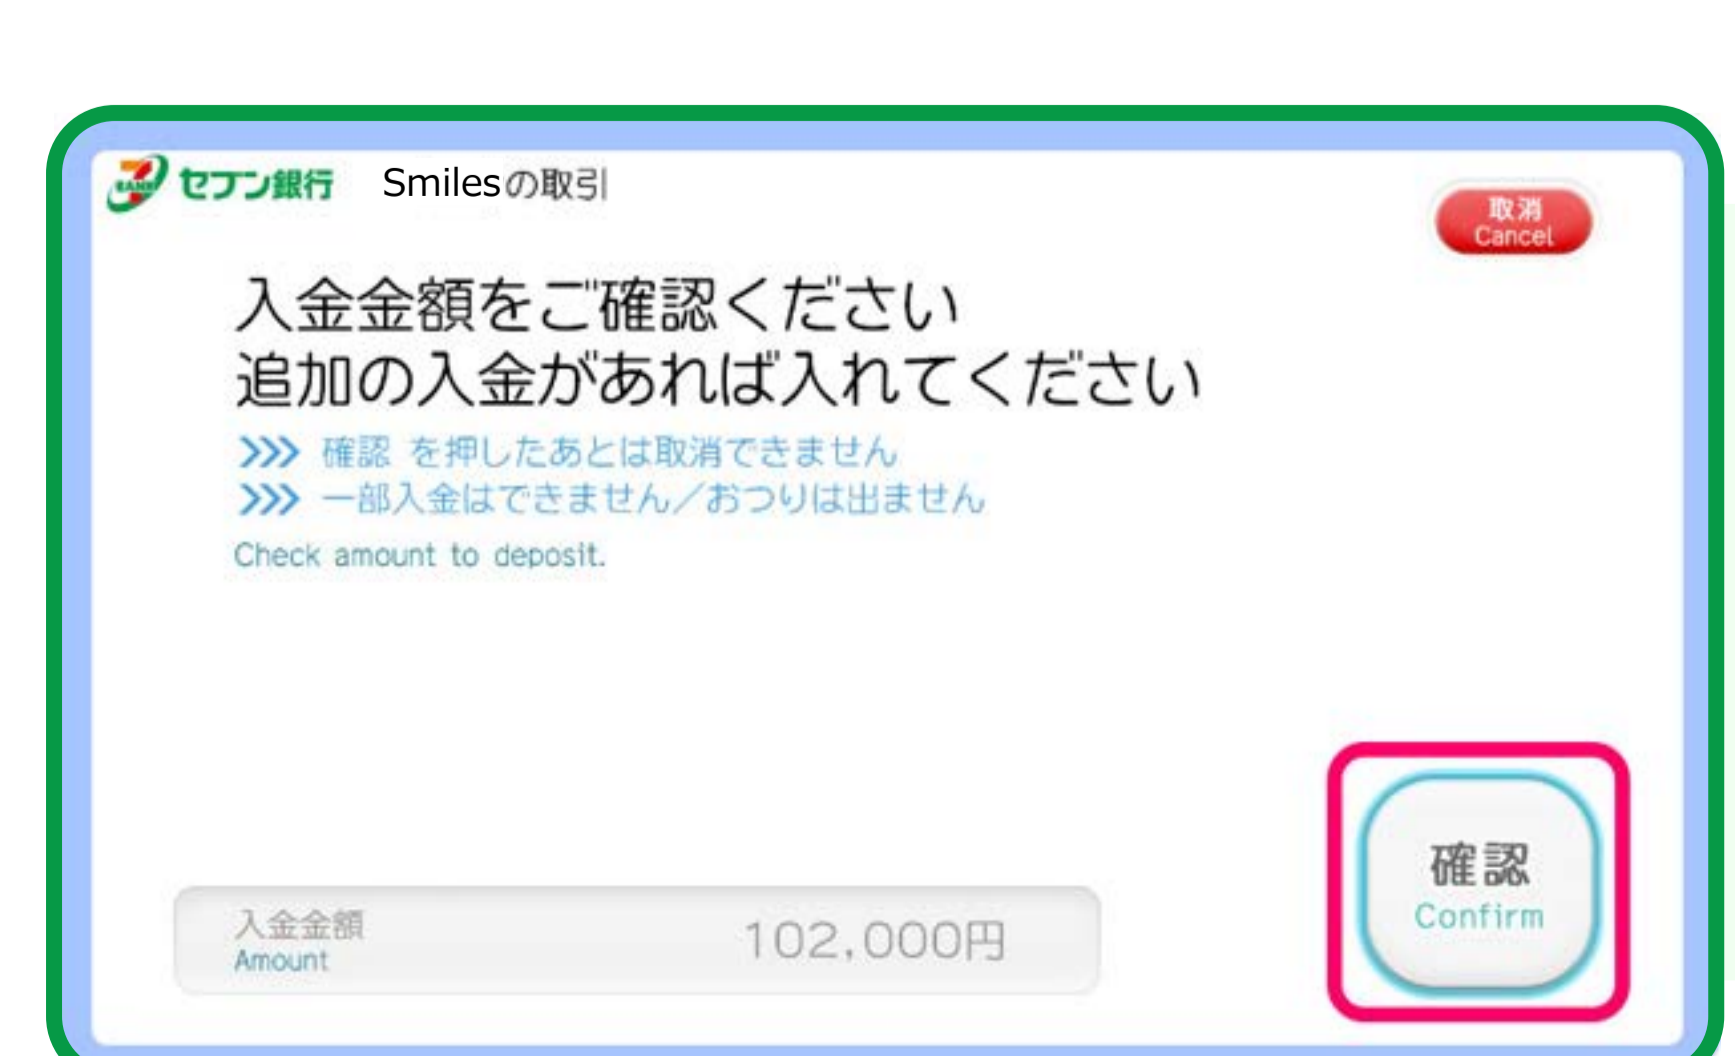 BANK セブン銀行 Smilesの取引
取消
Cancel
入金金額をご確認ください
追加の入金があれば入れてください
>>> 確認 を押したあとは取消できません
>>> 一部入金はできません/おつりは出ません
Check amount to deposit.
確認
Confirm
入金金額 102,000円
Amount